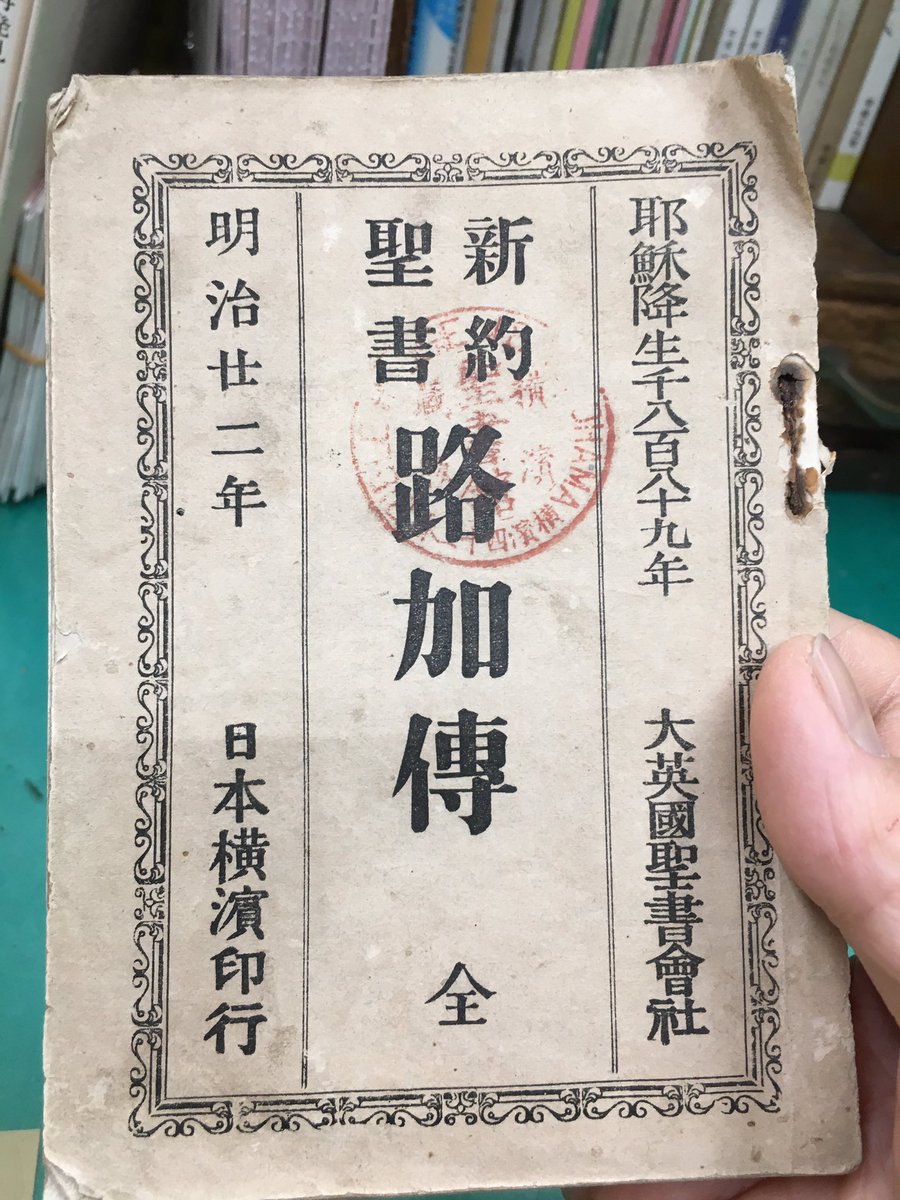 耶穌降生千八百八十九年
大英國聖書會社
新約
聖書
路加傳
全
明治廿二年
日本橫濱印行